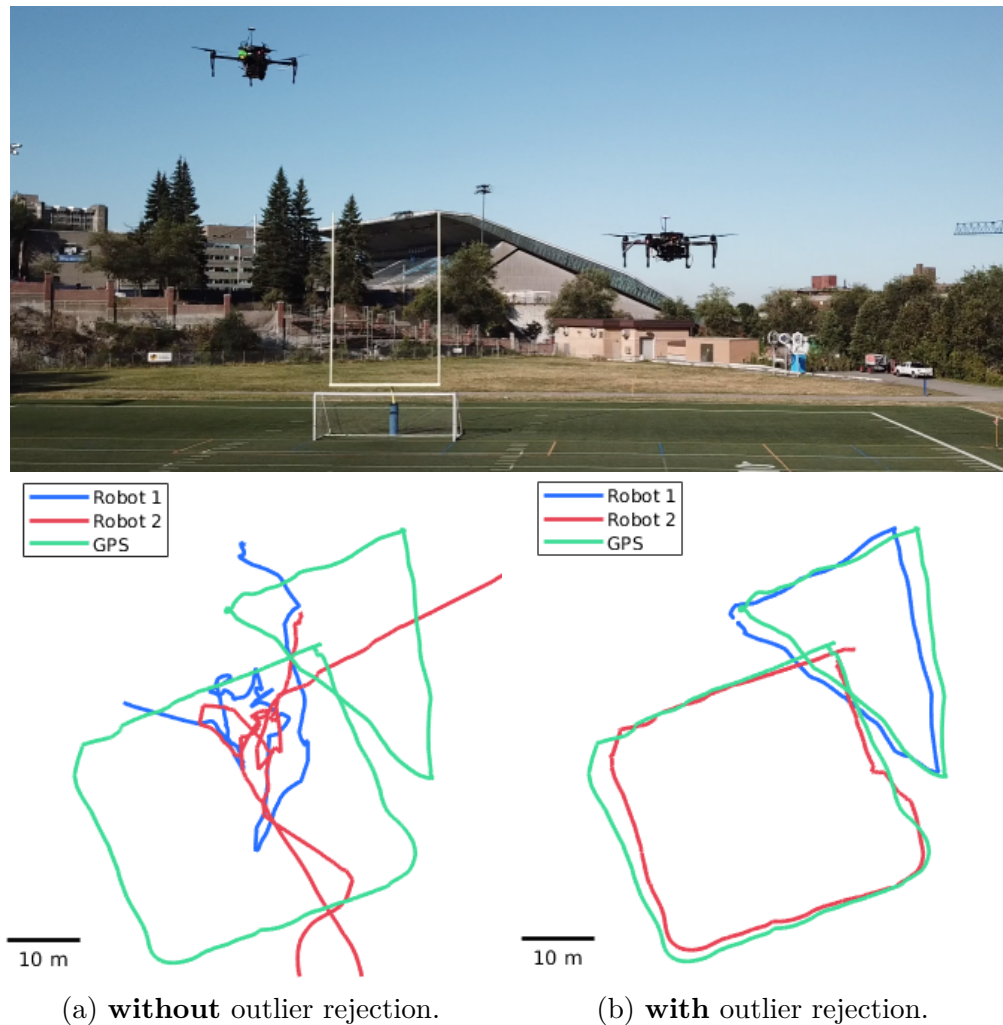 Robot 1
Robot 2
GPS
10 m
(a) without outlier rejection.
Robot 1
Robot 2
GPS
10 m
(b) with outlier rejection.